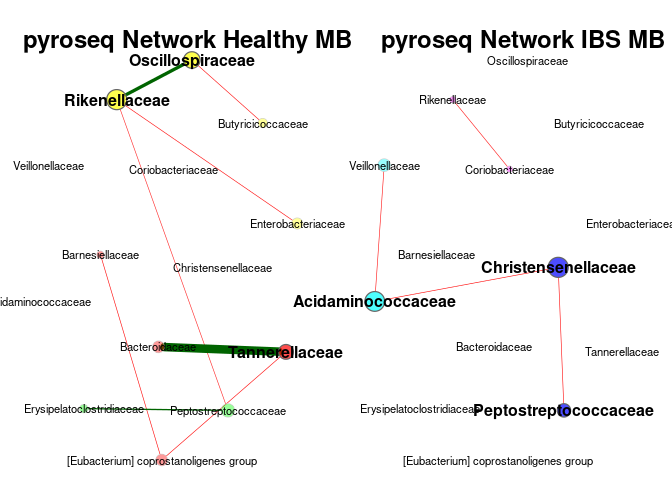 pyroseq Network Healthy MB
Oscillospiraceae
Rikenellaceae
Butyricicoccaceae
Veillonellaceae
Coriobacteriaceae
Enterobacteriaceae
Barnesiellaceae
Christensenellaceae
idaminococcaceae
Bacteroidaceae
Tannerellaceae
Erysipelatoclostridiaceae
Peptostreptococcaceae
[Eubacterium] coprostanoligenes group
pyroseq Network IBS MB
Oscillospiraceae
Rikenellaceae
Butyricicoccaceae
Veillonellaceae
Coriobacteriaceae
Enterobacteriacea
Barnesiellaceae
Christensenellaceae
Acidaminococcaceae
Bacteroidaceae
Tannerellaceae
Erysipelatoclostridiaceae
Peptostreptococcaceae
[Eubacterium] coprostanoligenes group